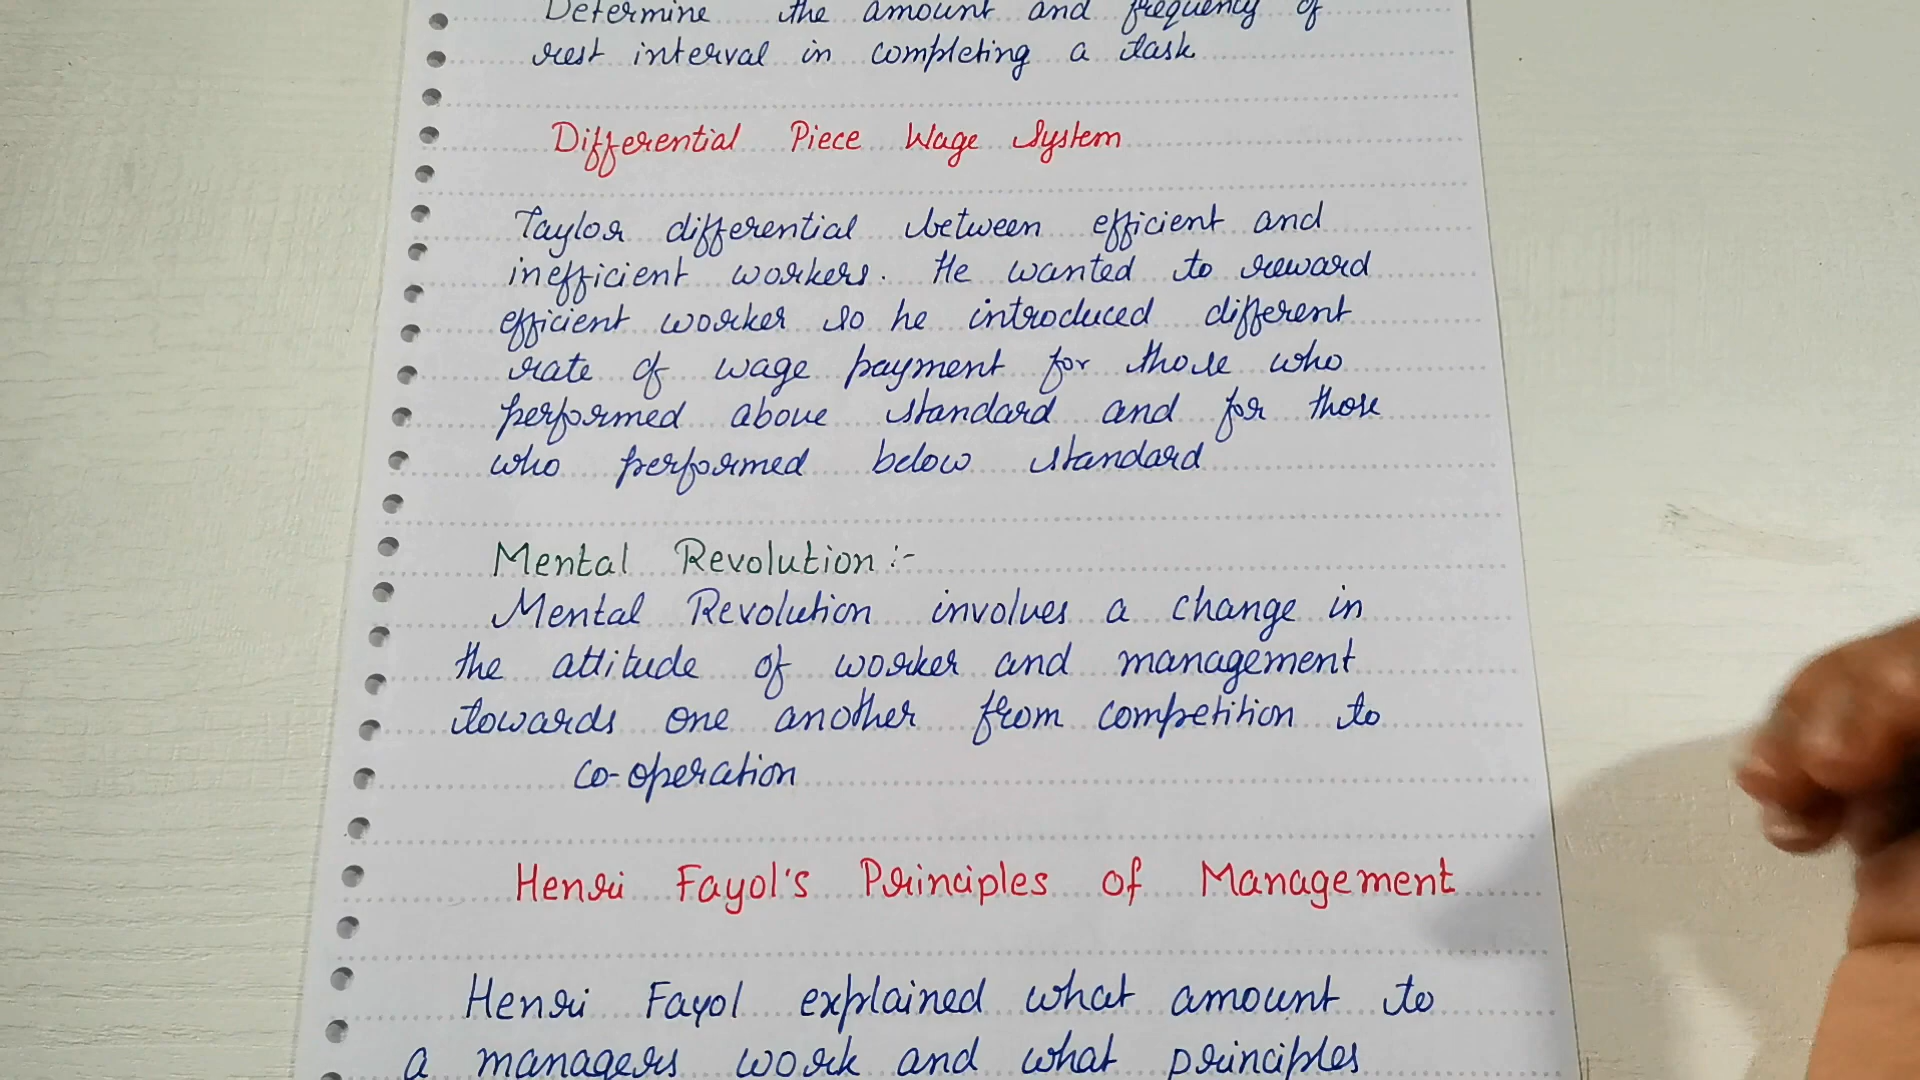 Determine the amount and frequency of
rest interval in completing a task
Differential Piece Wage System
Taylor differential between efficient and
inefficient workers. He wanted to reward
efficient worker so he introduced different
rate of wage payment for those who
performed above standard and for those
who performed below standard
Mental Revolution :-
Mental Revolution involves a change in
the attitude of worker and management
towards one another from competition to
co-operation
Henri Fayol's Principles of Management
Henri Fayol explained what amount to
a managers work and what principles